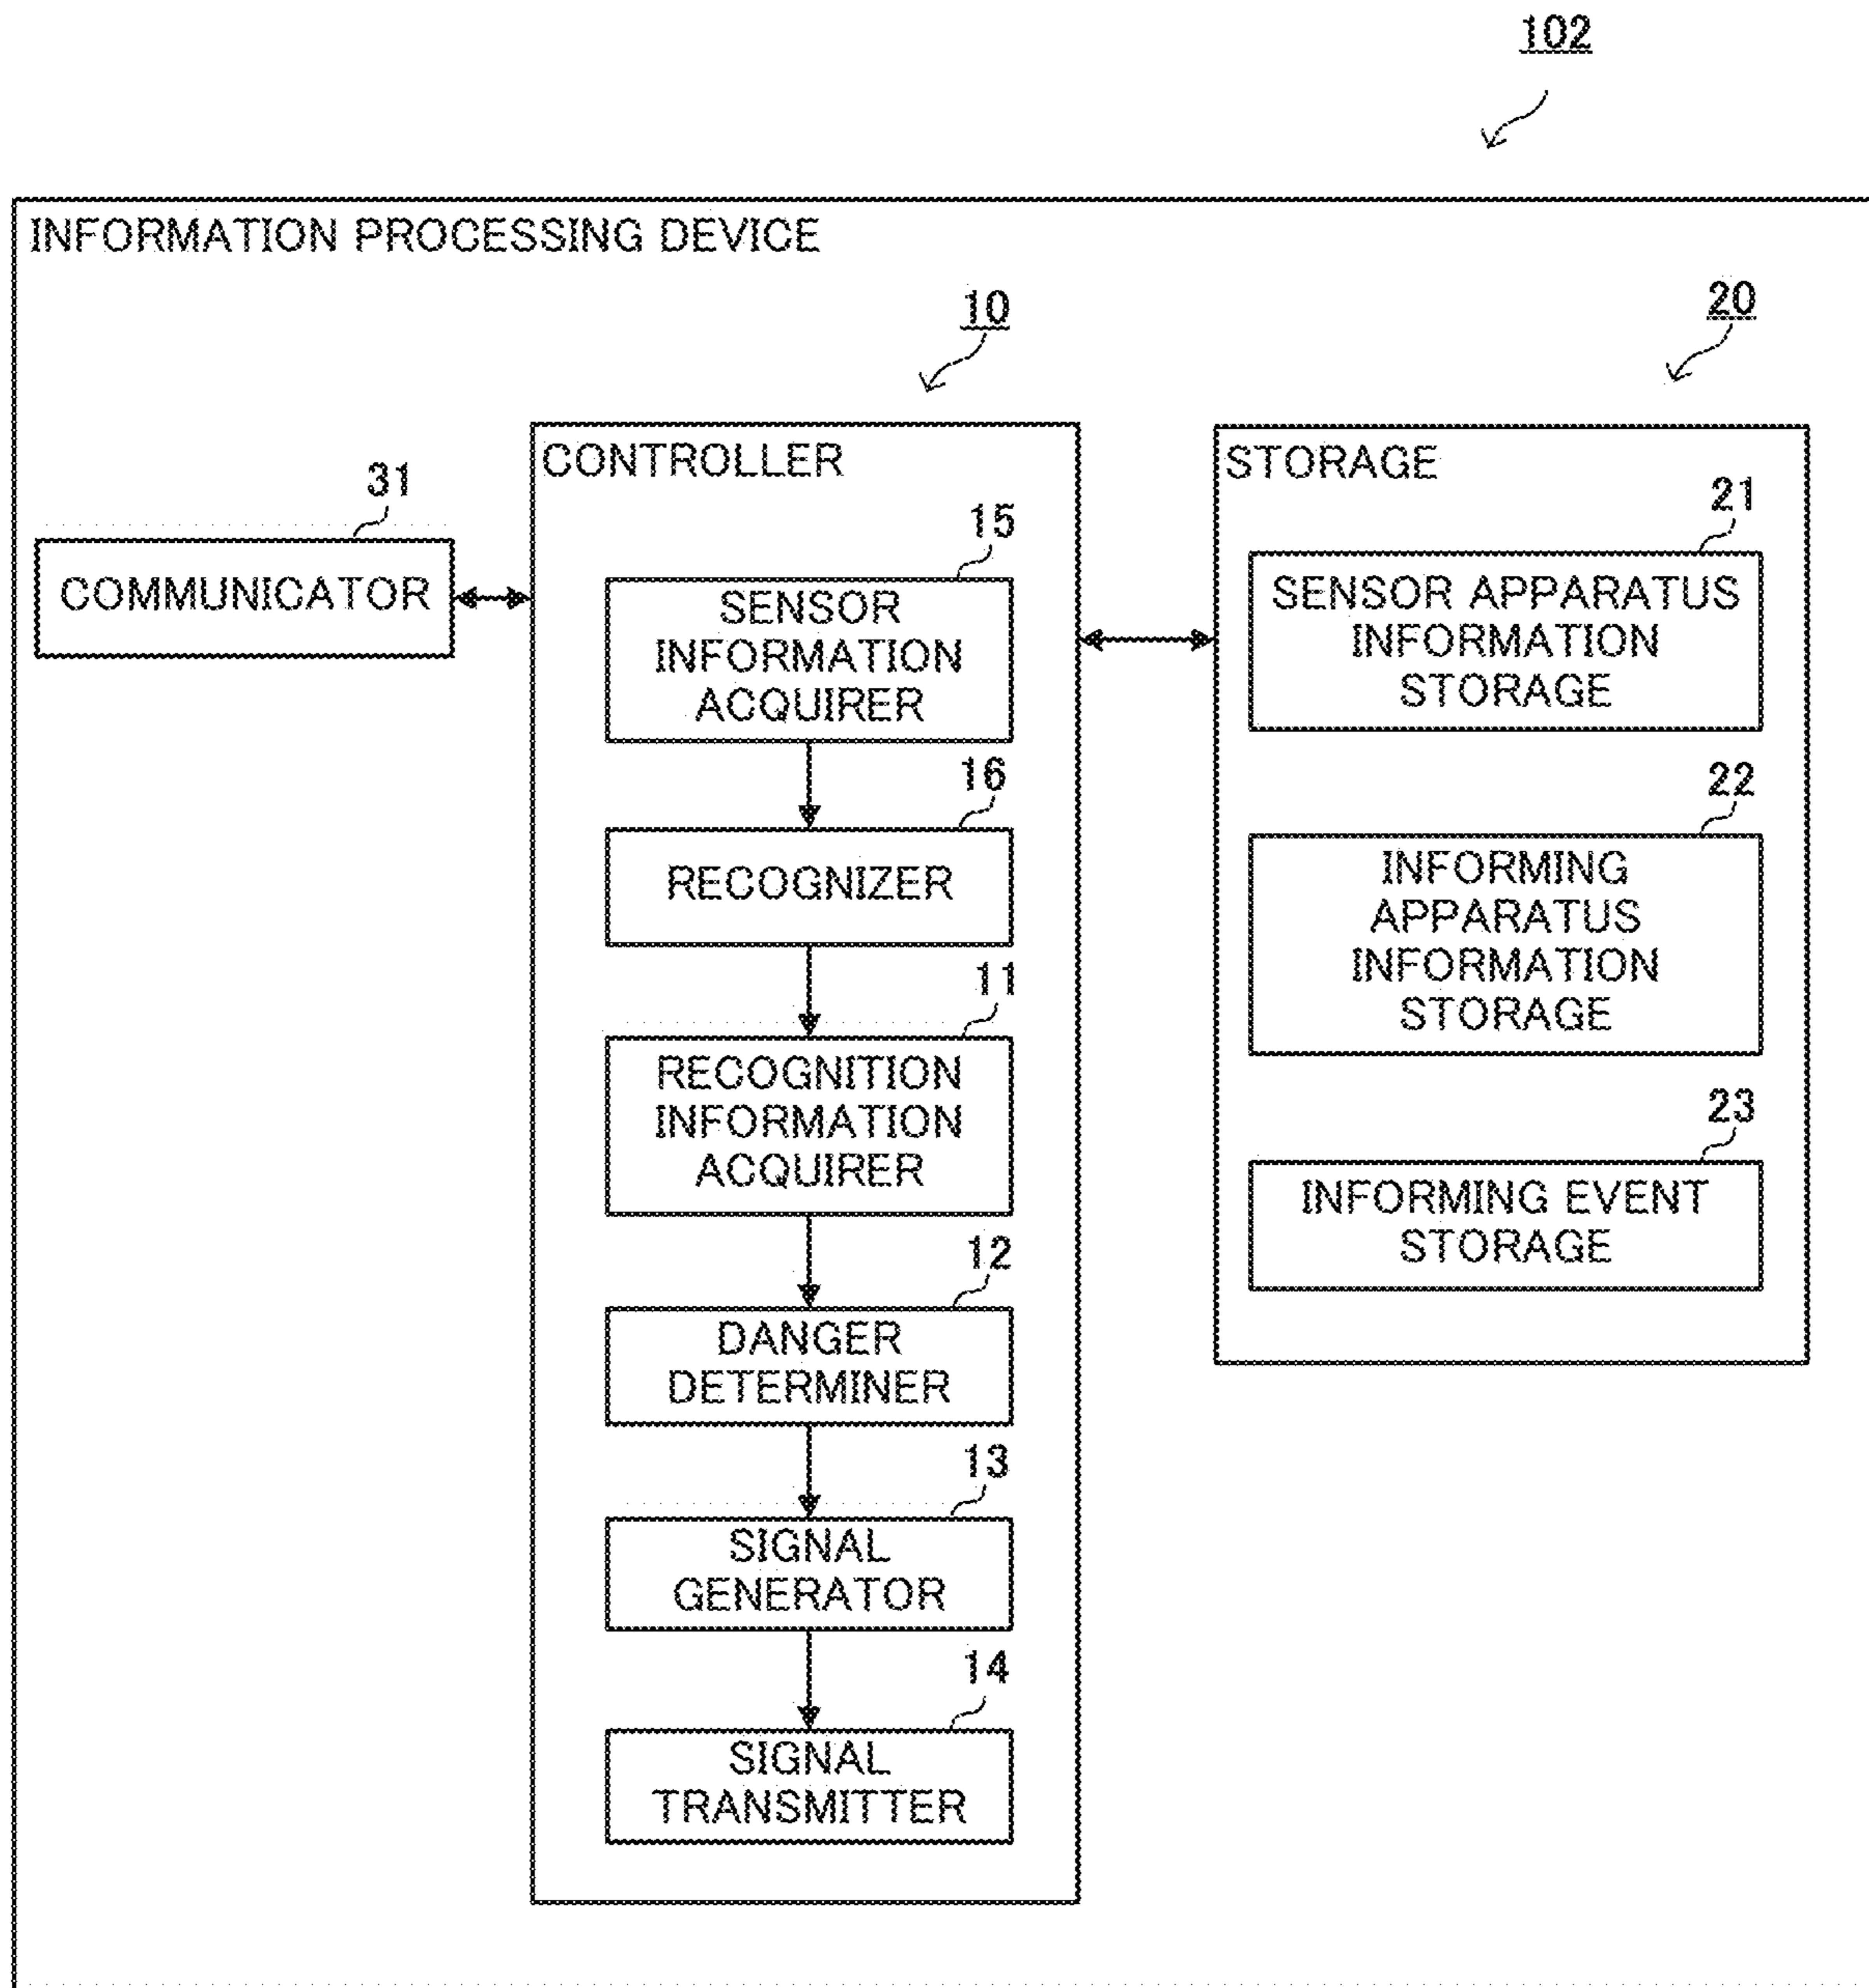 102
INFORMATION PROCESSING DEVICE
10
20
31
COMMUNICATOR
CONTROLLER
15
SENSOR
INFORMATION
ACQUIRER
16
RECOGNIZER
11
RECOGNITION
INFORMATION
ACQUIRER
12
DANGER
DETERMINER
13
SIGNAL
GENERATOR
14
SIGNAL
TRANSMITTER
STORAGE
21
SENSOR APPARATUS
INFORMATION
STORAGE
22
INFORMING
APPARATUS
INFORMATION
STORAGE
23
INFORMING EVENT
STORAGE